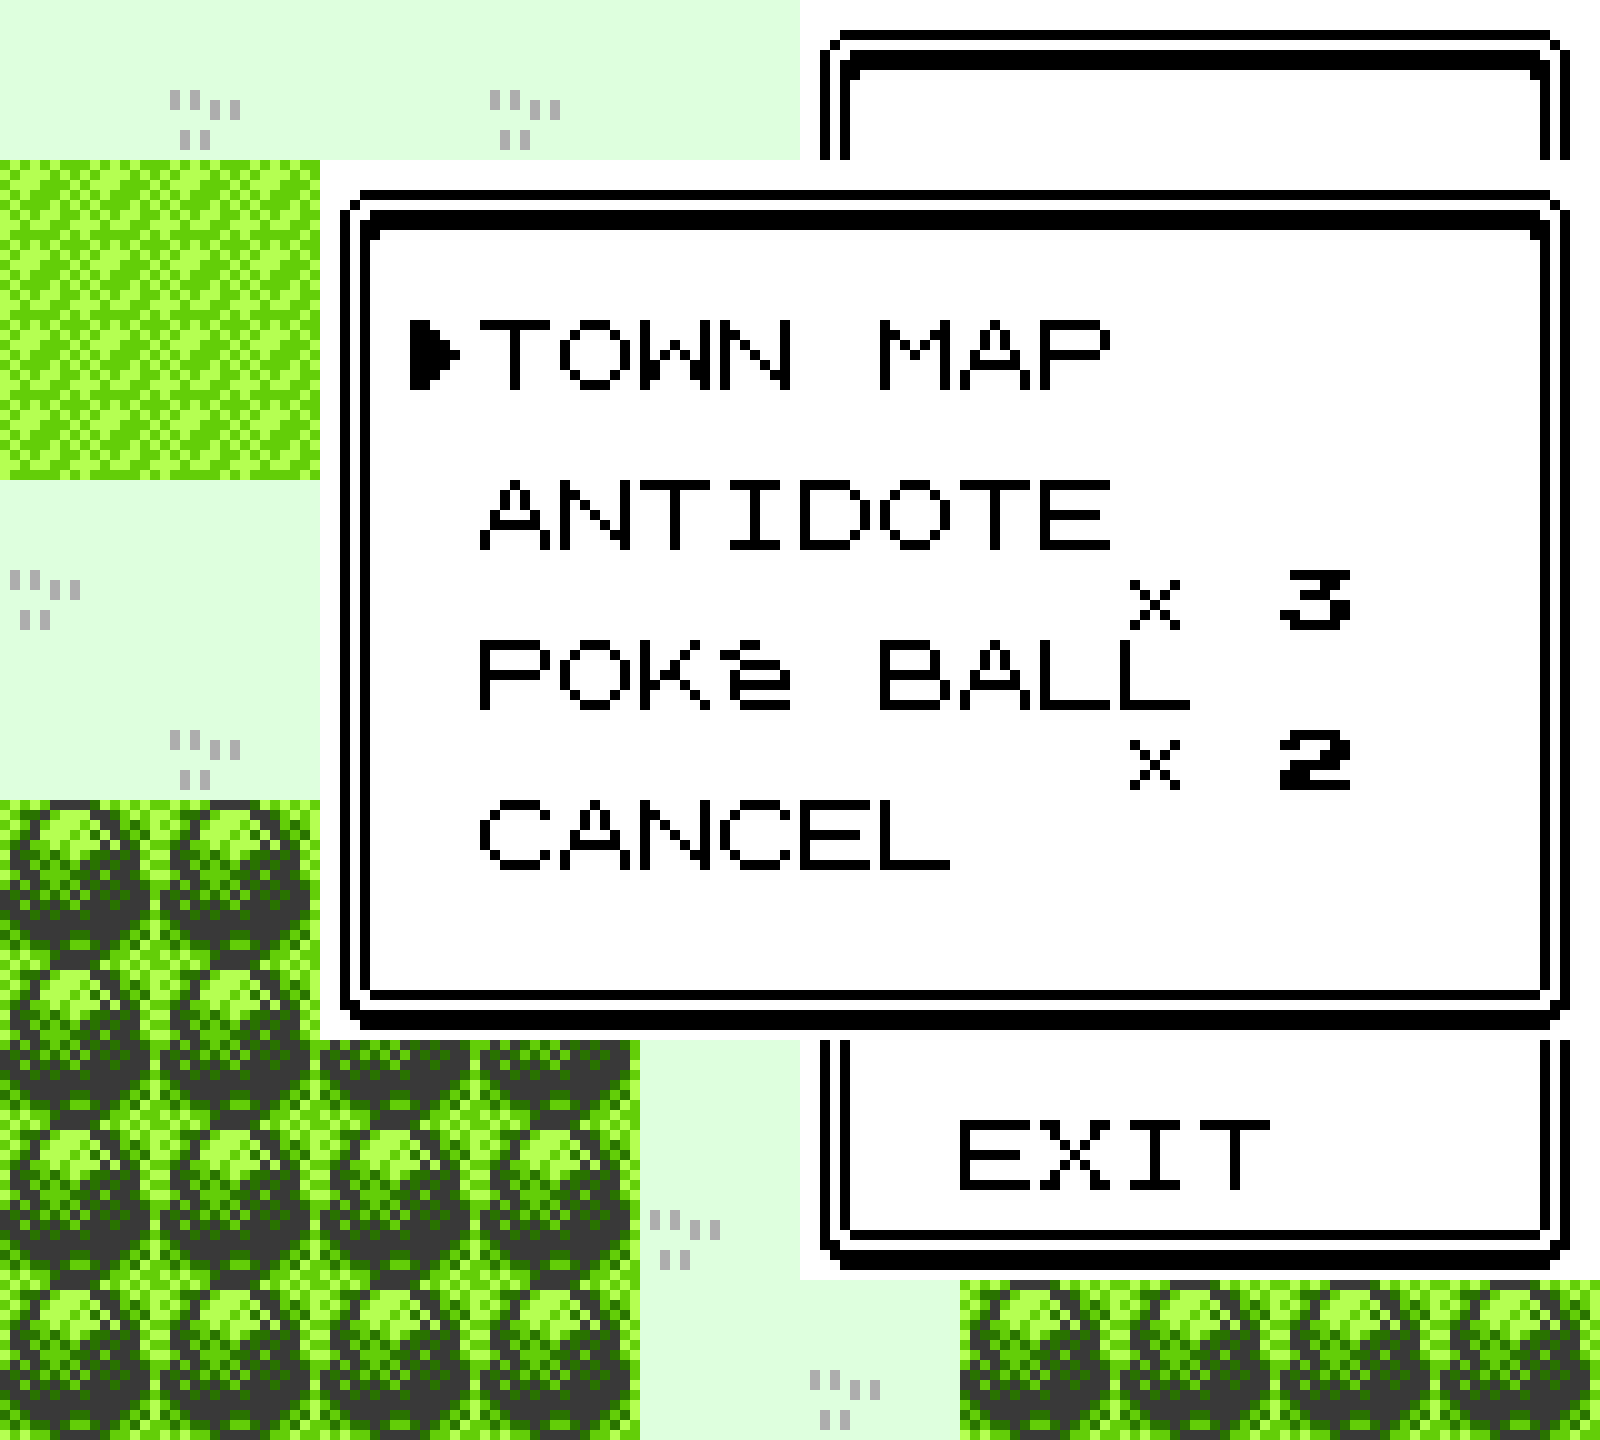 ▶TOWN MAP
ANTIDOTE
× 3
POKé BALL
× 2
CANCEL
EXIT